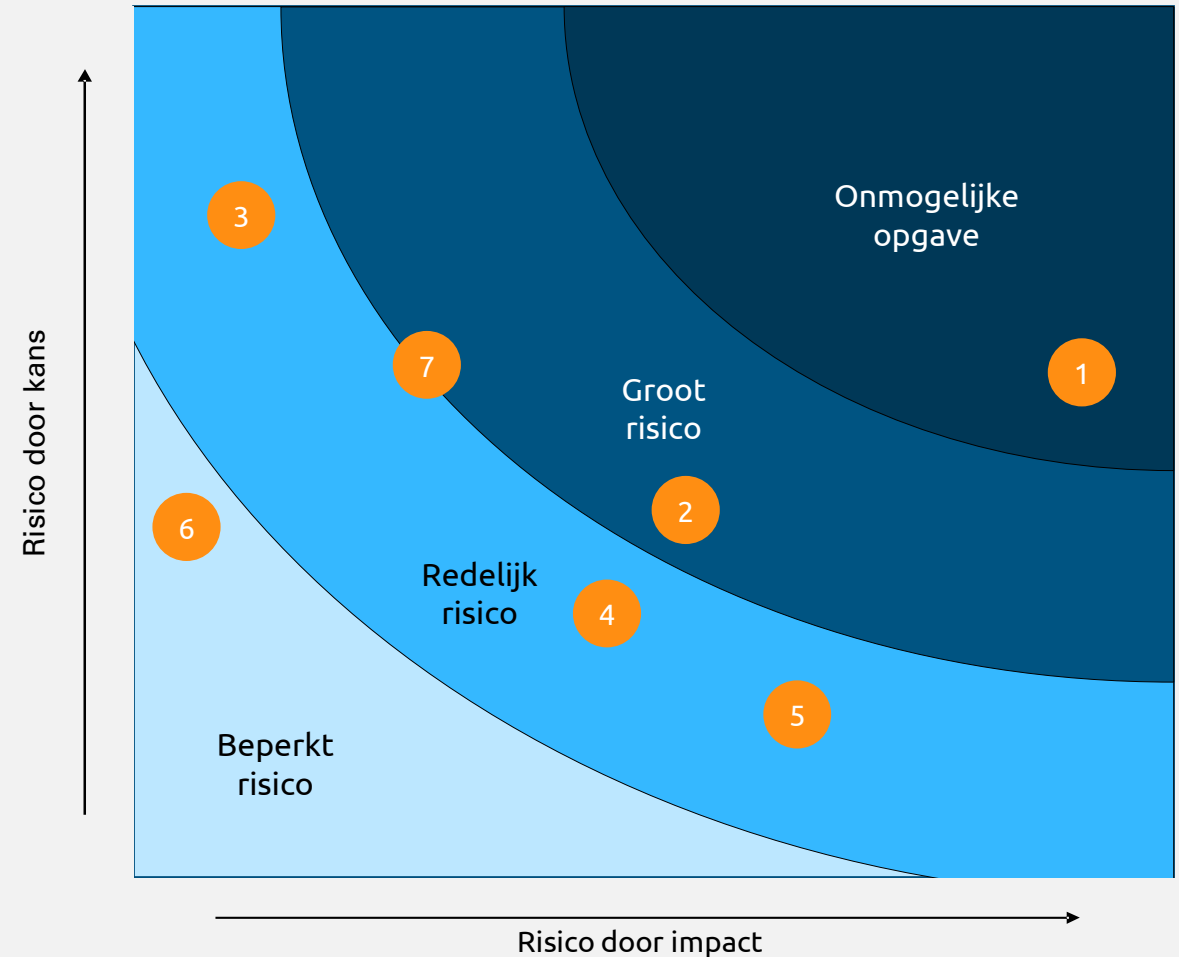 Onmogelijke
opgave
3
7
1
Groot
risico
2
6
Redelijk
risico
4
5
Beperkt
risico
Risico door kans
Risico door impact